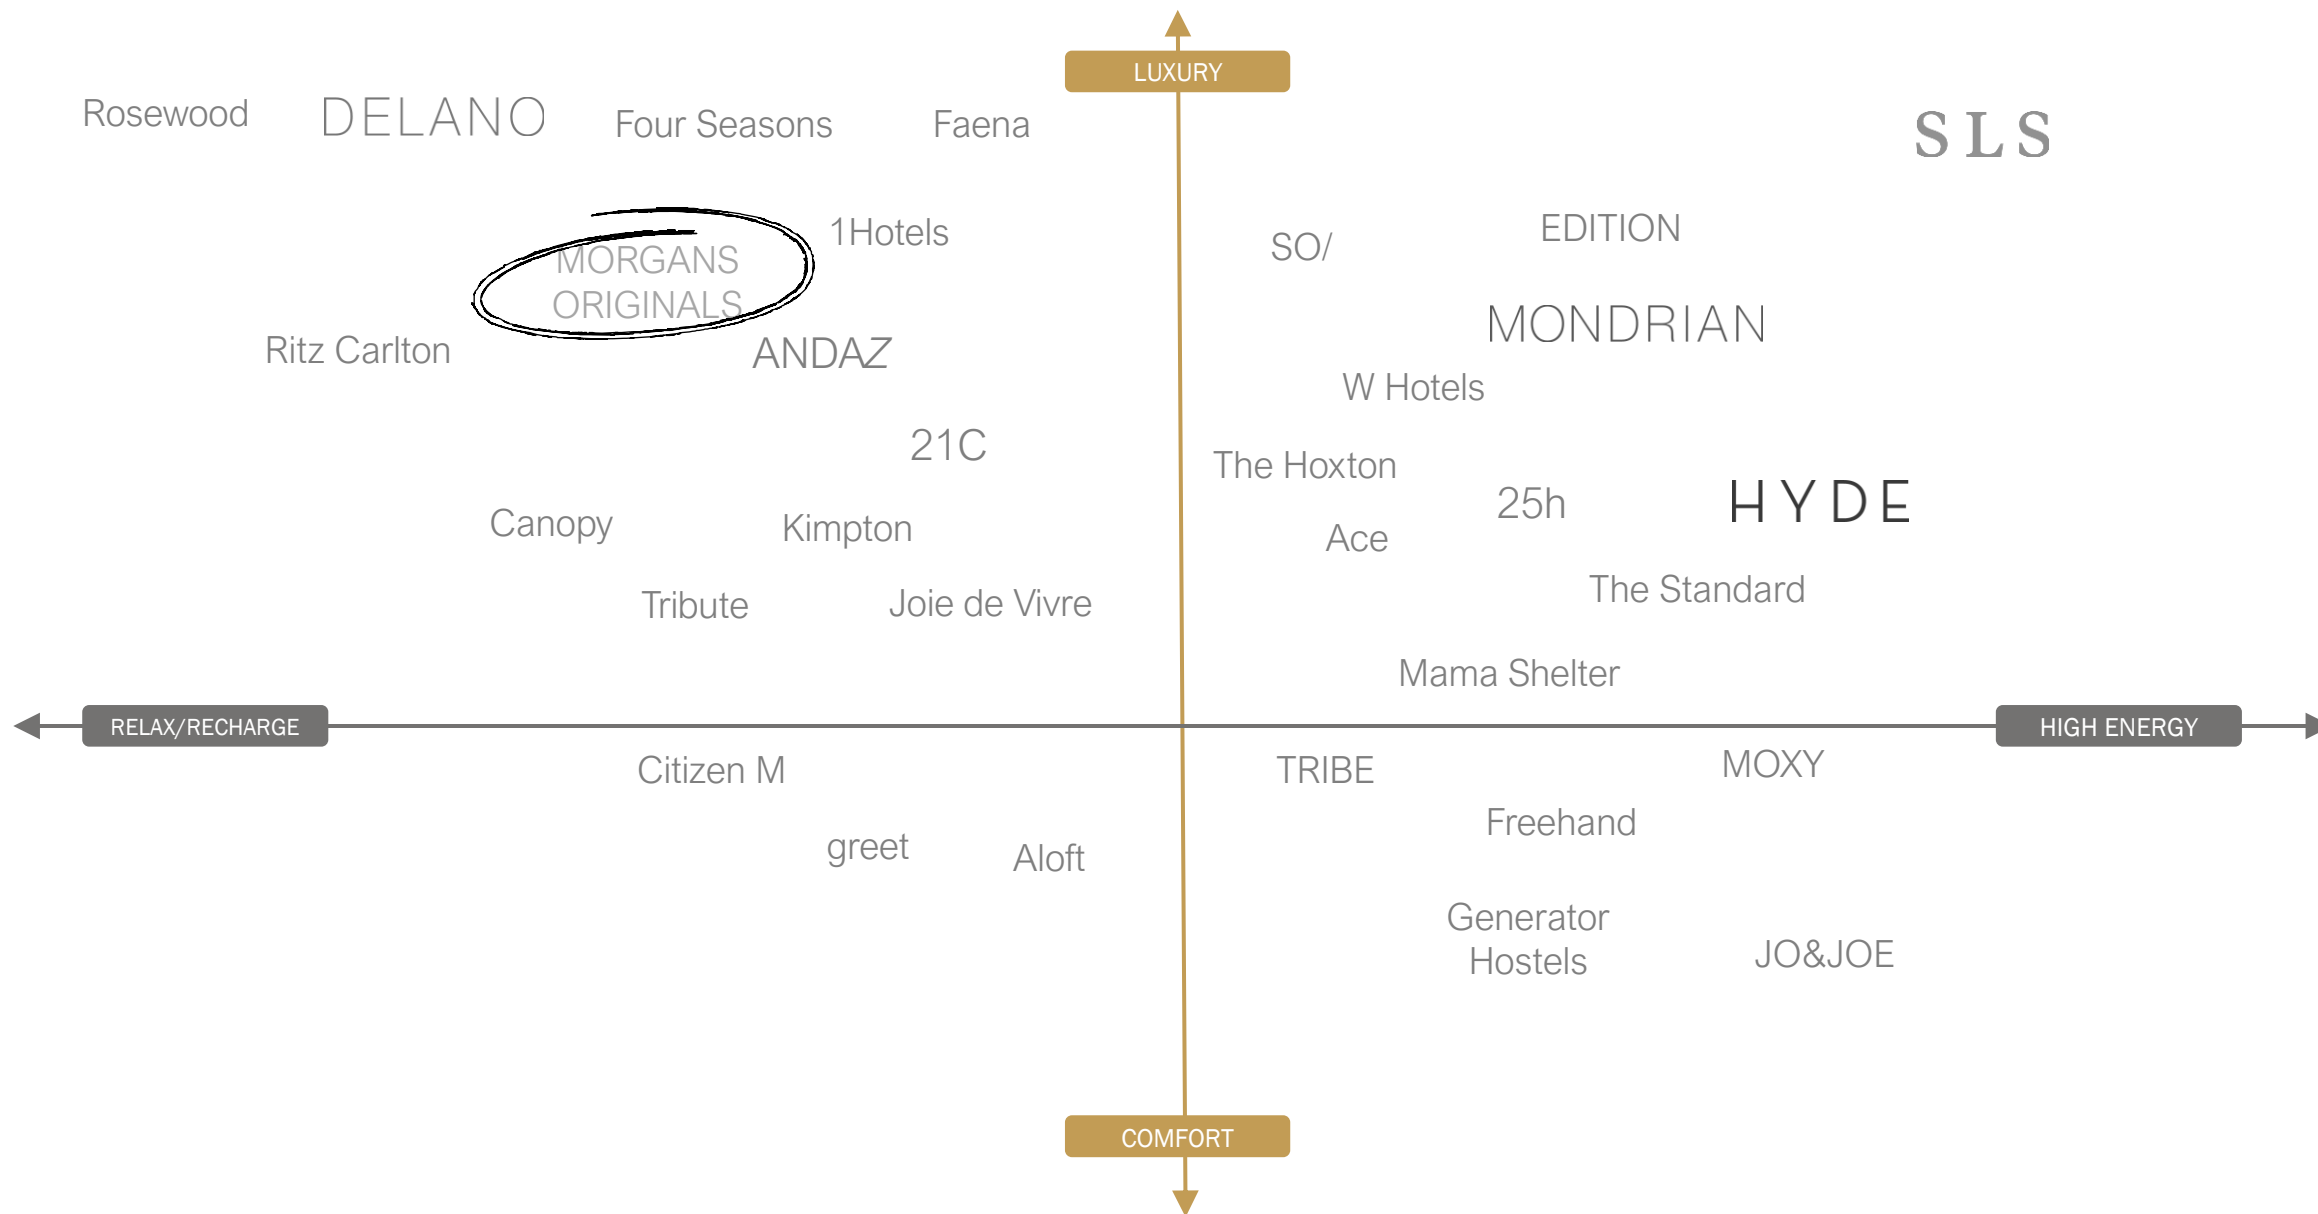 LUXURY
Rosewood
DELANO
Four Seasons
Faena
SLS
1Hotels
SO/
EDITION
MORGANS
ORIGINALS
MONDRIAN
Ritz Carlton
ANDAZ
W Hotels
21C
The Hoxton
25h
HYDE
Canopy
Kimpton
Ace
Tribute
Joie de Vivre
The Standard
Mama Shelter
RELAX/RECHARGE
HIGH ENERGY
Citizen M
TRIBE
MOXY
Freehand
greet
Aloft
Generator
Hostels
JO&JOE
COMFORT